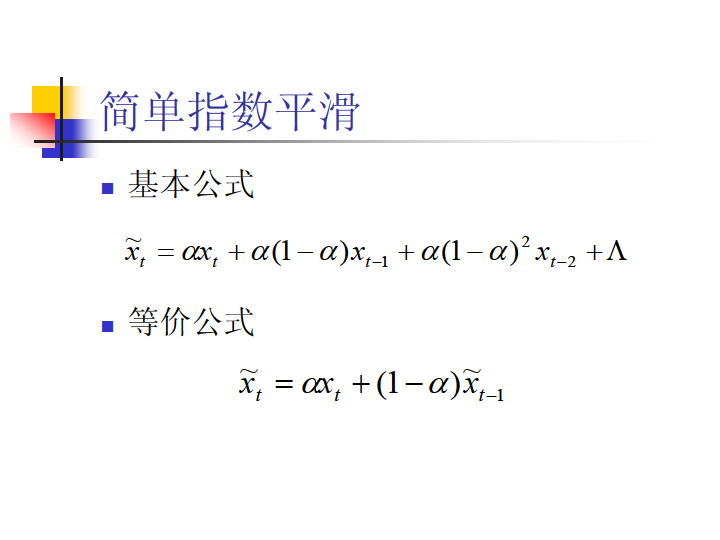 简单指数平滑
基本公式
x̃ₜ = αxₜ + α(1−α)xₜ₋₁ + α(1−α)²xₜ₋₂ + Λ
等价公式
x̃ₜ = αxₜ + (1−α)x̃ₜ₋₁